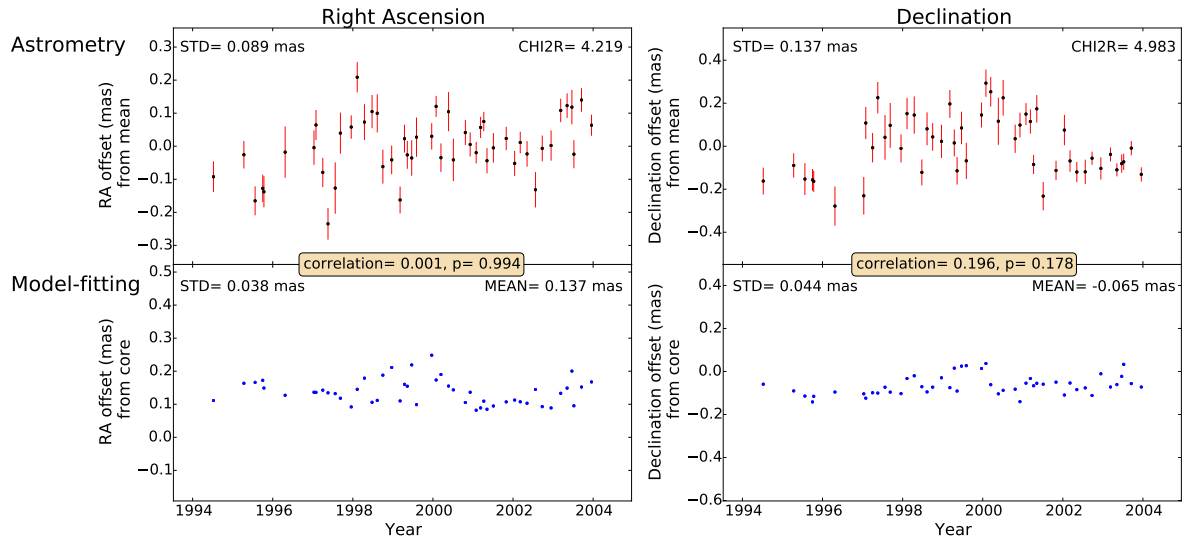 Right Ascension
Declination
Astrometry
STD= 0.089 mas
CHI2R= 4.219
RA offset (mas)
from mean
0.3
0.2
0.1
0.0
−0.1
−0.2
−0.3
STD= 0.137 mas
CHI2R= 4.983
Declination offset (mas)
from mean
0.4
0.2
0.0
−0.2
−0.4
correlation= 0.001, p= 0.994
correlation= 0.196, p= 0.178
Model-fitting
STD= 0.038 mas
MEAN= 0.137 mas
RA offset (mas)
from core
0.5
0.4
0.3
0.2
0.1
0.0
−0.1
1994 1996 1998 2000 2002 2004
Year
STD= 0.044 mas
MEAN= -0.065 mas
Declination offset (mas)
from core
0.4
0.2
0.0
−0.2
−0.4
−0.6
1994 1996 1998 2000 2002 2004
Year